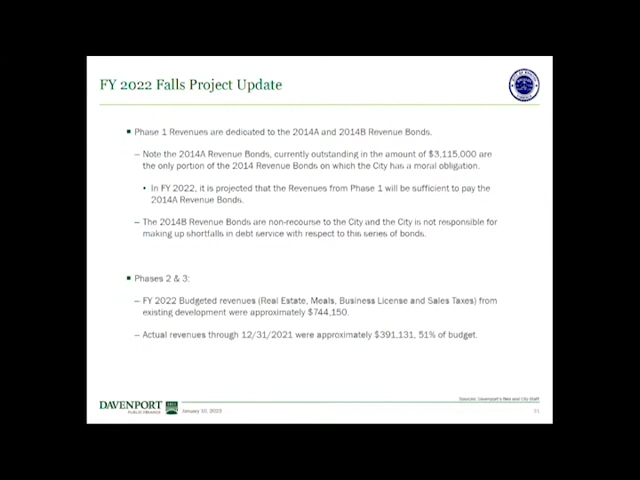 FY 2022 Falls Project Update
▪ Phase 1 Revenues are dedicated to the 2014A and 2014B Revenue Bonds.
– Note the 2014A Revenue Bonds, currently outstanding in the amount of $3,115,000 are
the only portion of the 2014 Revenue Bonds on which the City has a moral obligation.
• In FY 2022, it is projected that the Revenues from Phase 1 will be sufficient to pay the
2014A Revenue Bonds.
– The 2014B Revenue Bonds are non-recourse to the City and the City is not responsible for
making up shortfalls in debt service with respect to this series of bonds.
▪ Phases 2 & 3:
– FY 2022 Budgeted revenues (Real Estate, Meals, Business License and Sales Taxes) from
existing development were approximately $744,150.
– Actual revenues through 12/31/2021 were approximately $391,131, 51% of budget.
Sources: Davenport's files and City Staff
DAVENPORT
PUBLIC FINANCE
January 10,